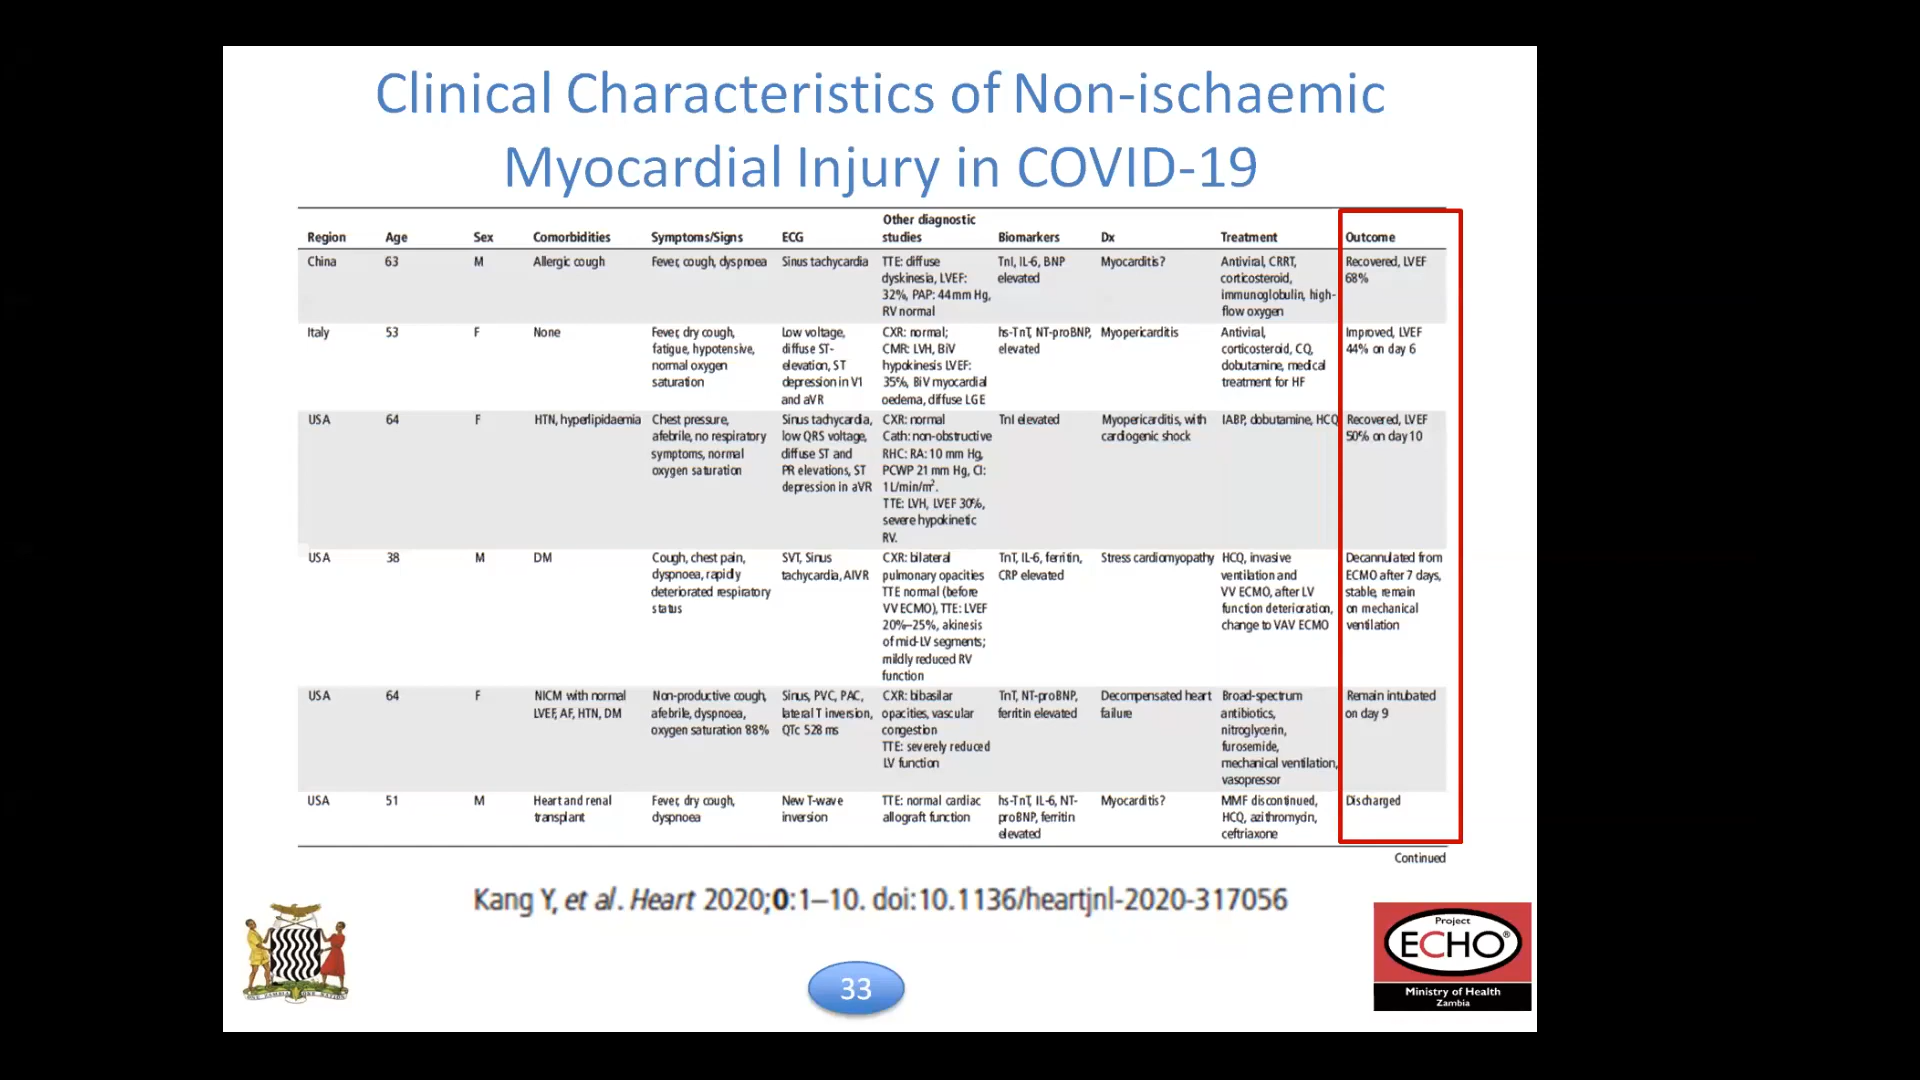 Clinical Characteristics of Non-ischaemic
Myocardial Injury in COVID-19
Region Age Sex Comorbidities Symptoms/Signs ECG Other diagnostic studies Biomarkers Dx Treatment Outcome
China 63 M Allergic cough Fever, cough, dyspnoea Sinus tachycardia
TTE: diffuse
dyskinesia, LVEF:
32%, PAP: 44mm Hg,
RV normal
TnI, IL-6, BNP
elevated
Myocarditis?
Antiviral, CRRT,
corticosteroid,
immunoglobulin, high-
flow oxygen
Recovered, LVEF
68%
Italy 53 F None
Fever, dry cough,
fatigue, hypotensive,
normal oxygen
saturation
Low voltage,
diffuse ST-
elevation, ST
depression in V1
and aVR
CXR: normal;
CMR: LVH, BiV
hypokinesis LVEF:
35%, BiV myocardial
oedema, diffuse LGE
hs-TnT, NT-proBNP,
elevated
Myopericarditis
Antiviral,
corticosteroid, CQ,
dobutamine, medical
treatment for HF
Improved, LVEF
44% on day 6
USA 64 F HTN, hyperlipidaemia
Chest pressure,
afebrile, no respiratory
symptoms, normal
oxygen saturation
Sinus tachycardia,
low QRS voltage,
diffuse ST and
PR elevations, ST
depression in aVR
CXR: normal
Cath: non-obstructive
RHC: RA: 10 mm Hg,
PCWP 21 mm Hg, CI:
1 L/min/m².
TTE: LVH, LVEF 30%,
severe hypokinetic
RV.
TnI elevated
Myopericarditis, with
cardiogenic shock
IABP, dobutamine, HCQ
Recovered, LVEF
50% on day 10
USA 38 M DM
Cough, chest pain,
dyspnoea, rapidly
deteriorated respiratory
status
SVT, Sinus
tachycardia, AIVR
CXR: bilateral
pulmonary opacities
TTE normal (before
VV ECMO), TTE: LVEF
20%–25%, akinesis
of mid-LV segments;
mildly reduced RV
function
TnT, IL-6, ferritin,
CRP elevated
Stress cardiomyopathy
HCQ, invasive
ventilation and
VV ECMO, after LV
function deterioration,
change to VAV ECMO
Decannulated from
ECMO after 7 days,
stable, remain
on mechanical
ventilation
USA 64 F
NICM with normal
LVEF, AF, HTN, DM
Non-productive cough,
afebrile, dyspnoea,
oxygen saturation 88%
Sinus, PVC, PAC,
lateral T inversion,
QTc 528 ms
CXR: bibasilar
opacities, vascular
congestion
TTE: severely reduced
LV function
TnT, NT-proBNP,
ferritin elevated
Decompensated heart
failure
Broad-spectrum
antibiotics,
nitroglycerin,
furosemide,
mechanical ventilation,
vasopressor
Remain intubated
on day 9
USA 51 M
Heart and renal
transplant
Fever, dry cough,
dyspnoea
New T-wave
inversion
TTE: normal cardiac
allograft function
hs-TnT, IL-6, NT-
proBNP, ferritin
elevated
Myocarditis?
MMF discontinued,
HCQ, azithromycin,
ceftriaxone
Discharged
Continued
Kang Y, et al. Heart 2020;0:1–10. doi:10.1136/heartjnl-2020-317056
ONE ZAMBIA ONE NATION
33
Project
ECHO®
Ministry of Health
Zambia